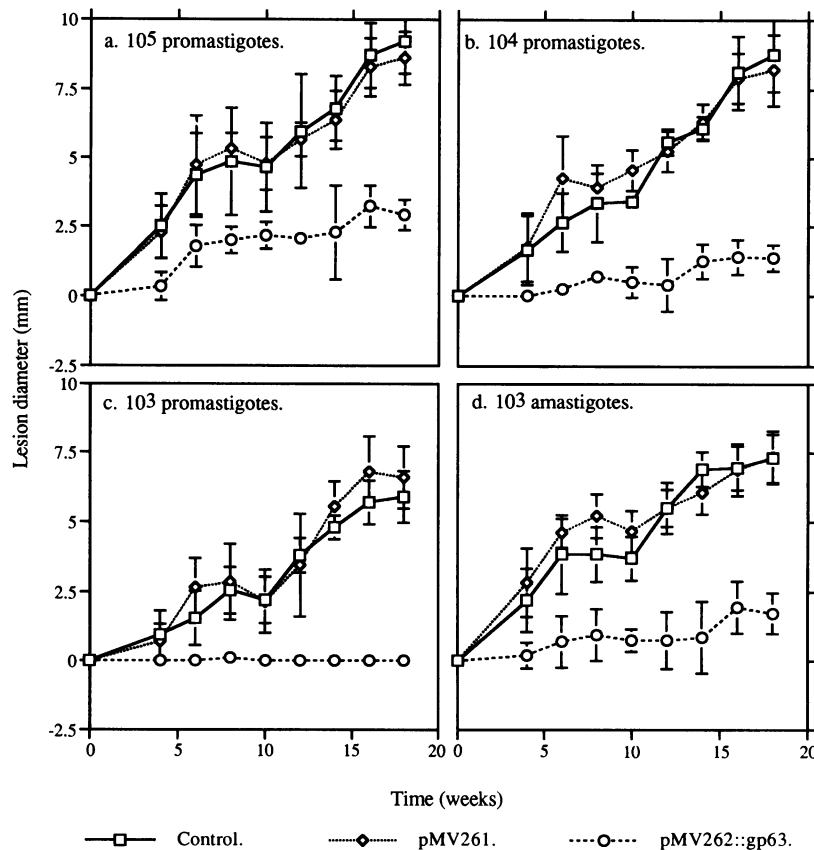 a. 10⁵ promastigotes.
b. 10⁴ promastigotes.
10
7.5
5
2.5
0
-2.5
c. 10³ promastigotes.
d. 10³ amastigotes.
10
7.5
5
2.5
0
-2.5
Lesion diameter (mm)
0 5 10 15 20
0 5 10 15 20
Time (weeks)
Control. pMV261. pMV262::gp63.